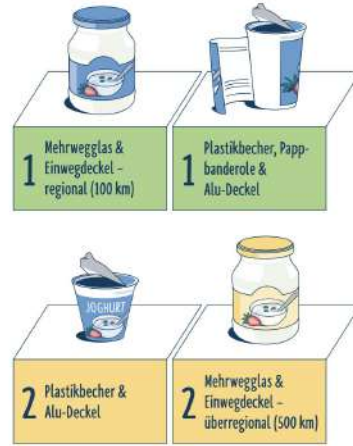 1
Mehrwegglas &
Einwegdeckel –
regional (100 km)
1
Plastikbecher, Papp-
banderole &
Alu-Deckel
JOGHURT
2
Plastikbecher &
Alu-Deckel
2
Mehrwegglas &
Einwegdeckel –
überregional (500 km)